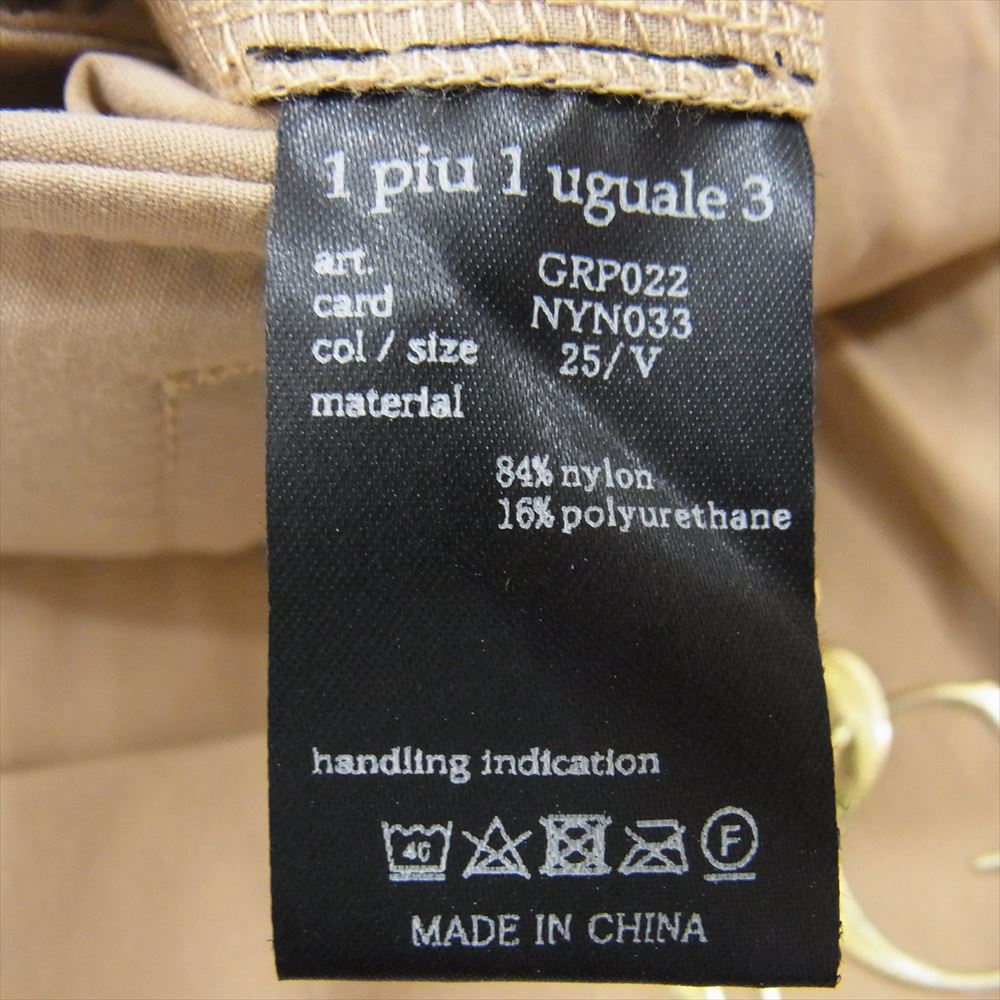 1 piu 1 uguale 3
art. GRP022
card NYN033
col / size 25/V
material
84% nylon
16% polyurethane
handling indication
40 F
MADE IN CHINA